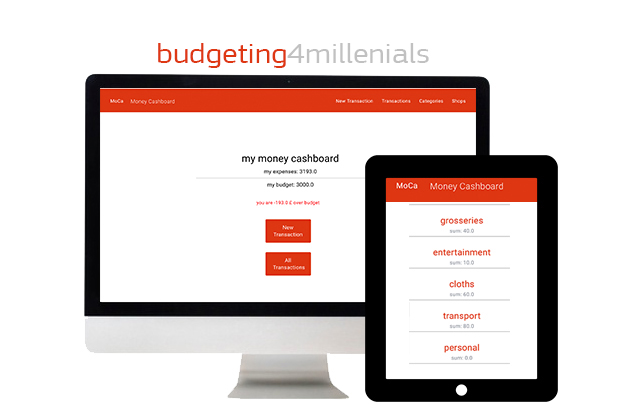 budgeting4millenials
MoCa Money Cashboard New Transaction Transactions Categories Shops
my money cashboard
my expenses: 3193.0
my budget: 3000.0
you are -193.0 £ over budget
New
Transaction
All
Transactions
MoCa Money Cashboard
grosseries
sum: 40.0
entertainment
sum: 10.0
cloths
sum: 60.0
transport
sum: 80.0
personal
sum: 0.0